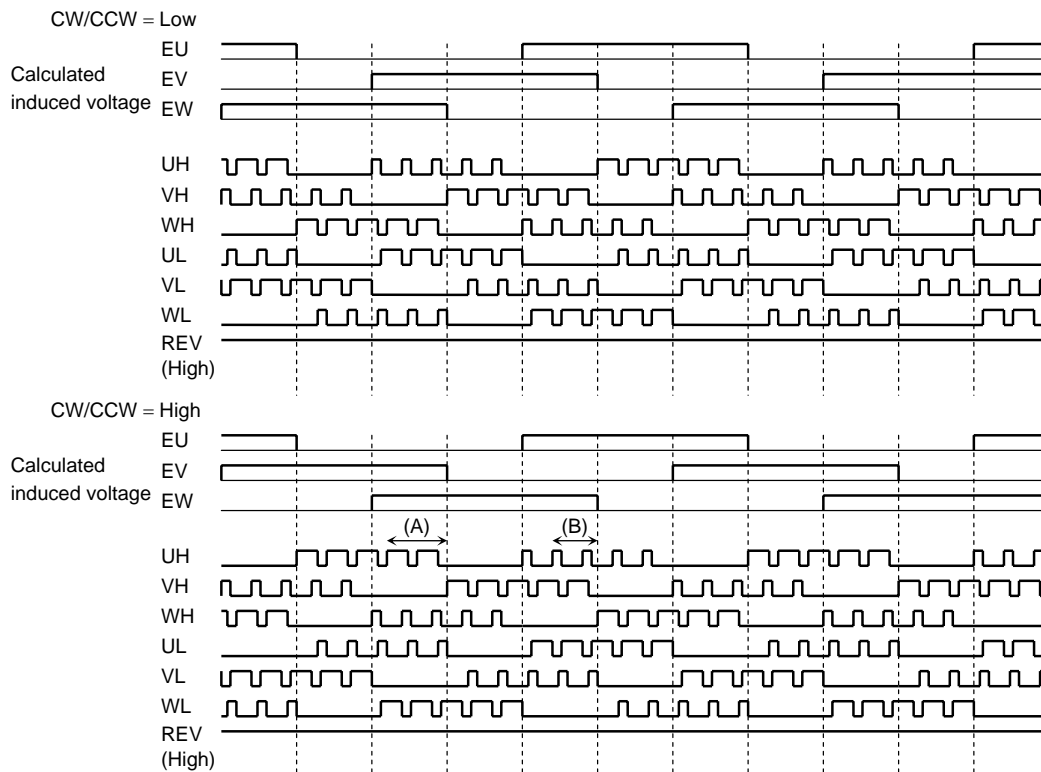 CW/CCW = Low
EU
Calculated
induced voltage
EV
EW
UH
VH
WH
UL
VL
WL
REV
(High)
CW/CCW = High
EU
Calculated
induced voltage
EV
EW
(A)
(B)
UH
VH
WH
UL
VL
WL
REV
(High)